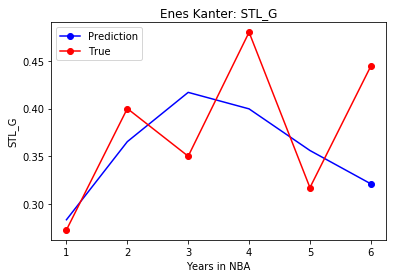 Enes Kanter: STL_G
Prediction
True
STL_G
0.45
0.40
0.35
0.30
1 2 3 4 5 6
Years in NBA